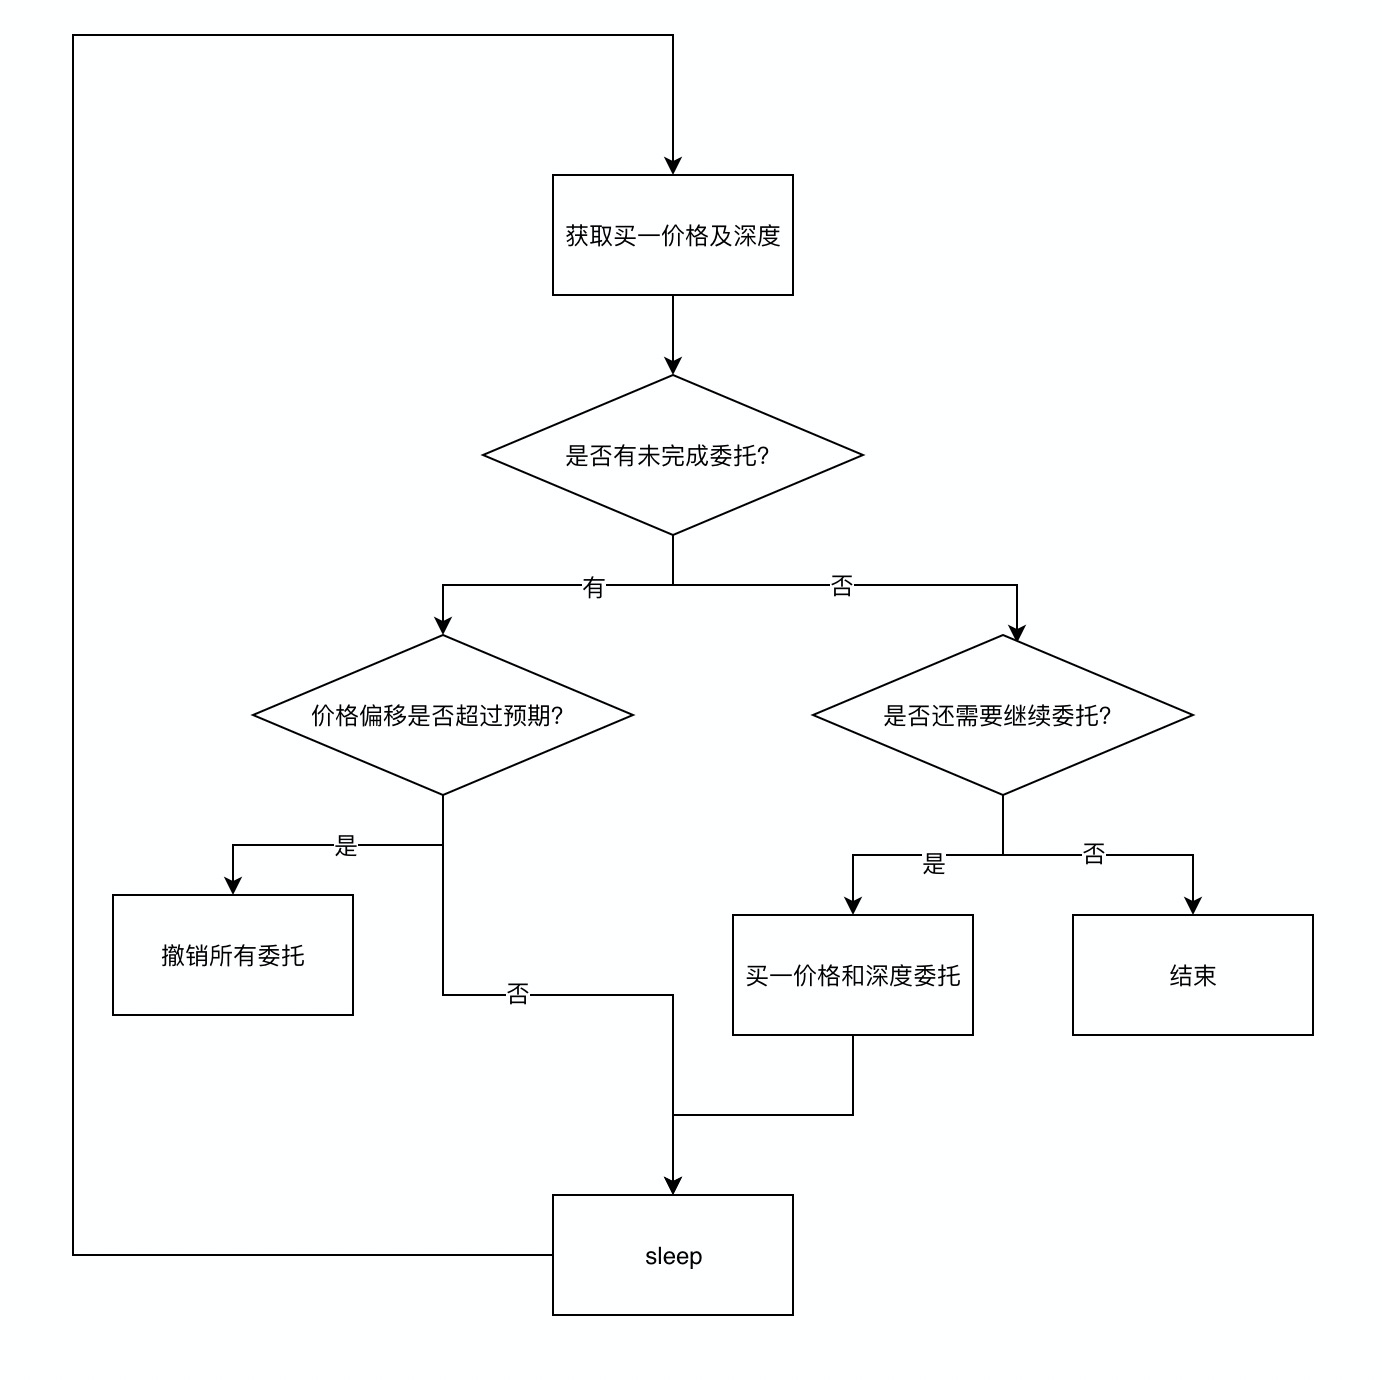 获取买一价格及深度
是否有未完成委托?
有
否
价格偏移是否超过预期?
是否还需要继续委托?
是
是
否
撤销所有委托
买一价格和深度委托
结束
否
sleep